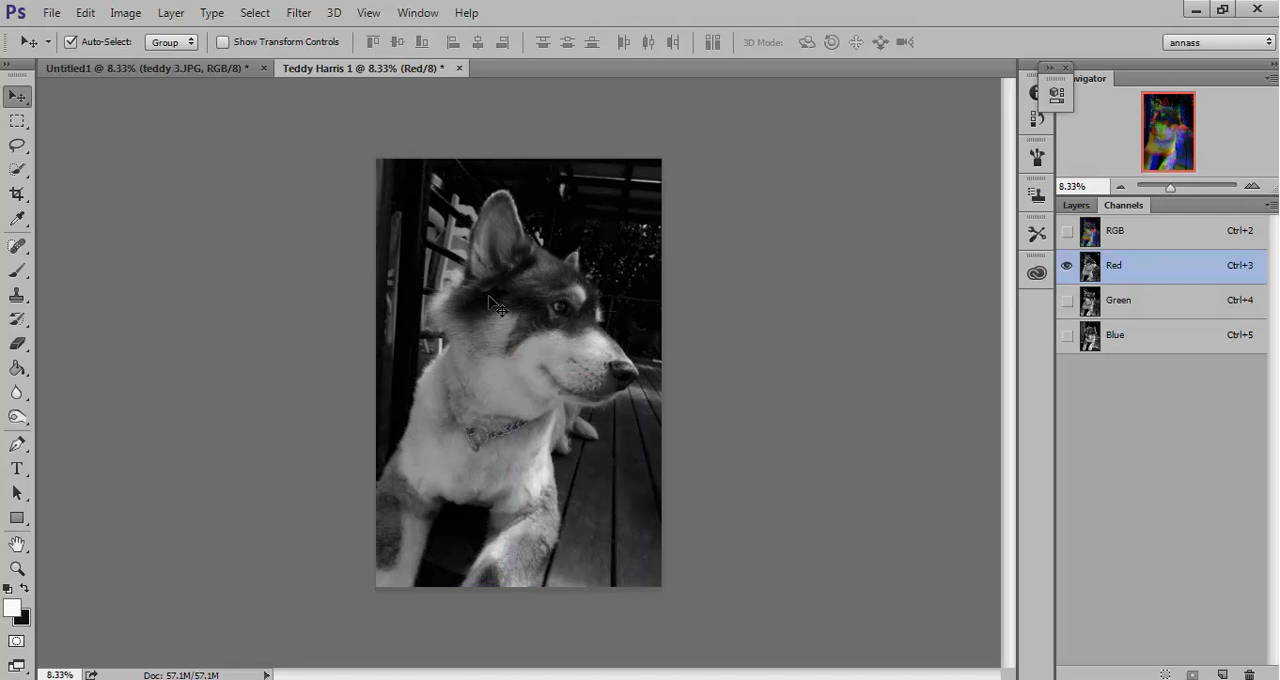 Ps File Edit Image Layer Type Select Filter 3D View Window Help
Auto-Select: Group Show Transform Controls 3D Mode: annass
Untitled1 @ 8.33% (teddy 3.JPG, RGB/8) * × Teddy Harris 1 @ 8.33% (Red/8) * ×
avigator
8.33%
Layers Channels
RGB Ctrl+2
Red Ctrl+3
Green Ctrl+4
Blue Ctrl+5
8.33% Doc: 57.1M/57.1M